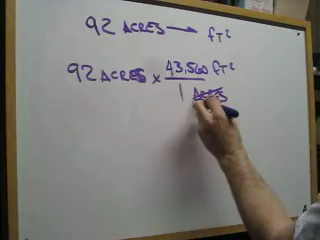 92 ACRES → FT²
92 ACRES x 43,560 FT²
1 ACRES